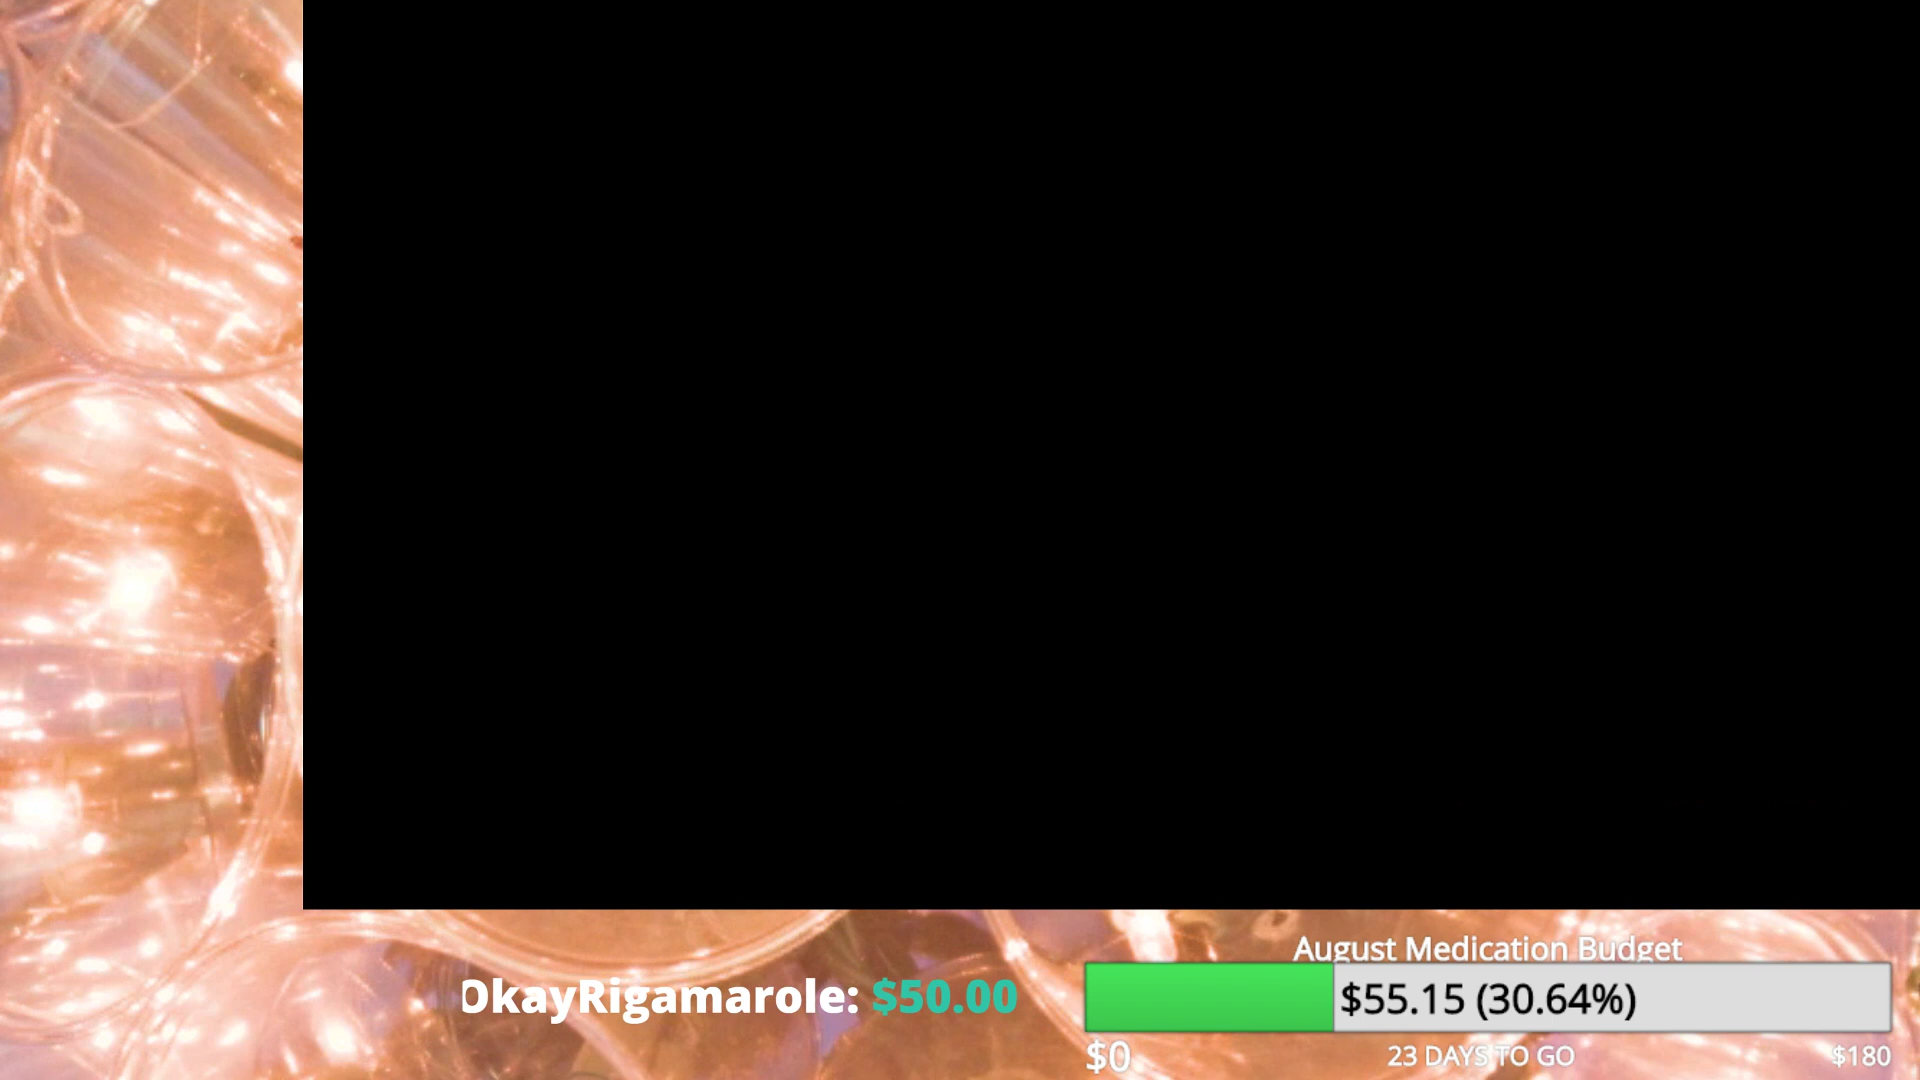 August Medication Budget
OkayRigamarole: $50.00
$55.15 (30.64%)
$0
23 DAYS TO GO
$180